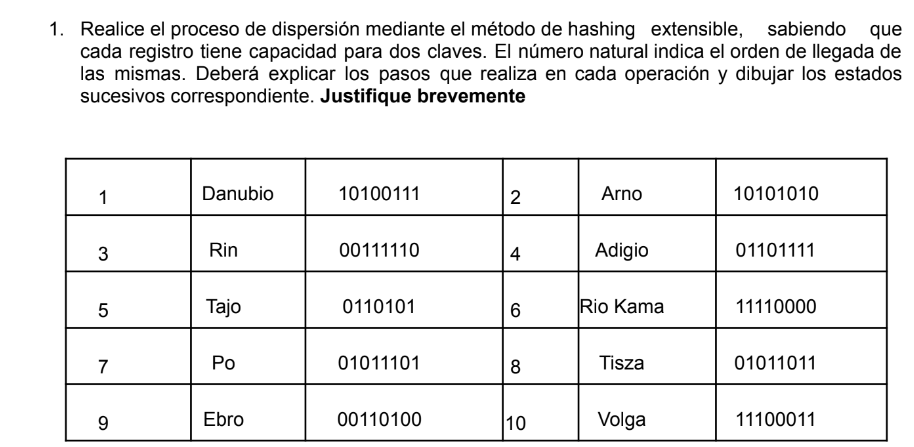 1. Realice el proceso de dispersión mediante el método de hashing extensible, sabiendo que
cada registro tiene capacidad para dos claves. El número natural indica el orden de llegada de
las mismas. Deberá explicar los pasos que realiza en cada operación y dibujar los estados
sucesivos correspondiente. Justifique brevemente
1 Danubio 10100111 2 Arno 10101010
3 Rin 00111110 4 Adigio 01101111
5 Tajo 0110101 6 Rio Kama 11110000
7 Po 01011101 8 Tisza 01011011
9 Ebro 00110100 10 Volga 11100011